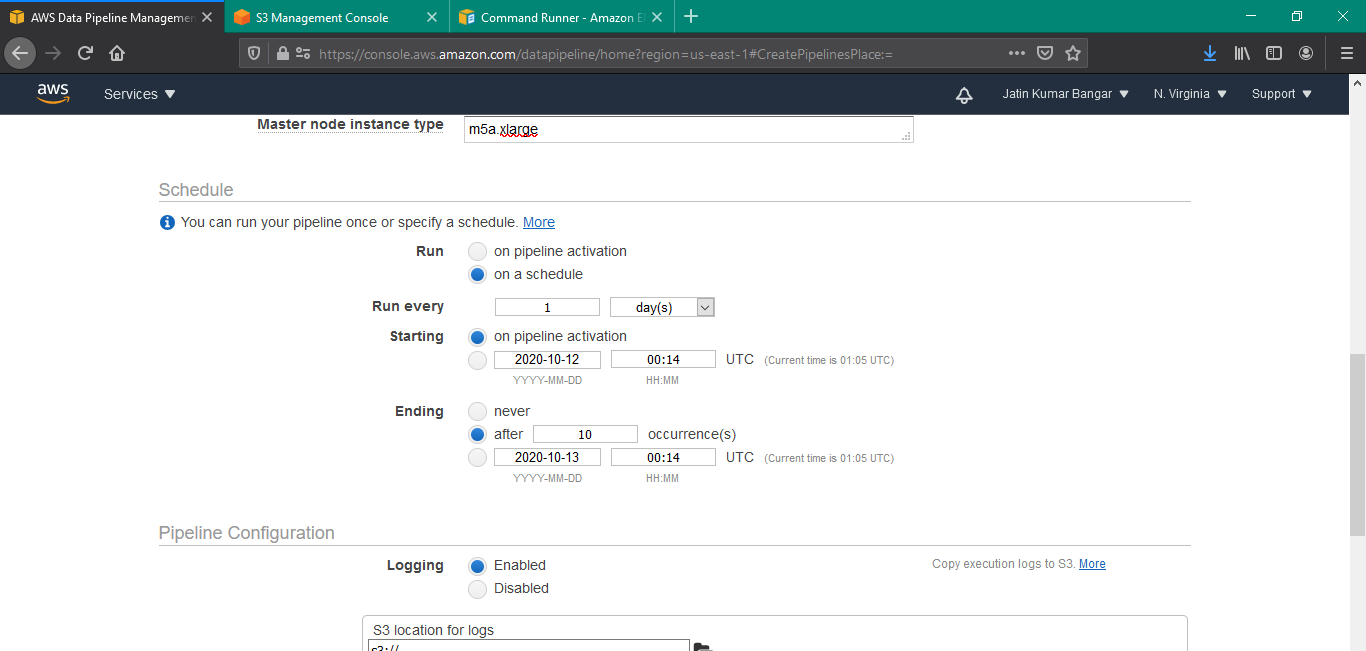 AWS Data Pipeline Managemen
S3 Management Console
Command Runner - Amazon E
https://console.aws.amazon.com/datapipeline/home?region=us-east-1#CreatePipelinesPlace:=
aws Services Jatin Kumar Bangar N. Virginia Support
Master node instance type m5a.xlarge
Schedule
You can run your pipeline once or specify a schedule. More
Run on pipeline activation
on a schedule
Run every 1 day(s)
Starting on pipeline activation
2020-10-12 00:14 UTC (Current time is 01:05 UTC)
YYYY-MM-DD HH:MM
Ending never
after 10 occurrence(s)
2020-10-13 00:14 UTC (Current time is 01:05 UTC)
YYYY-MM-DD HH:MM
Pipeline Configuration
Logging Enabled Copy execution logs to S3. More
Disabled
S3 location for logs
s3://